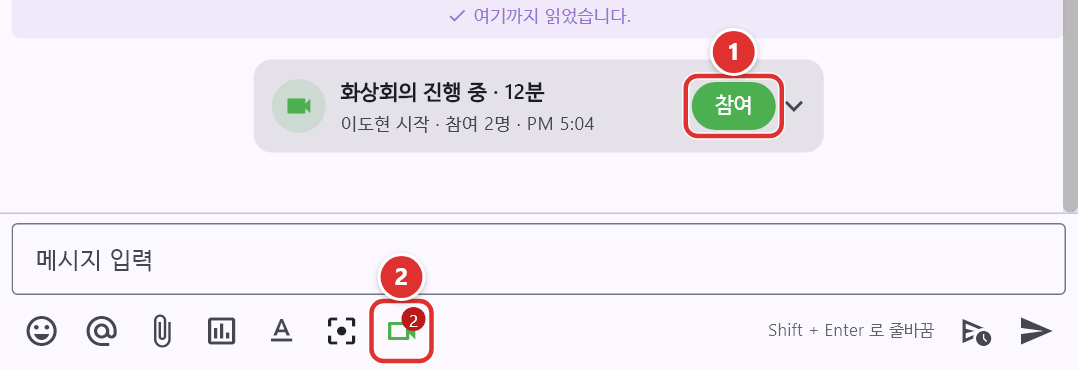 여기까지 읽었습니다.
1
화상회의 진행 중 · 12분
이도현 시작 · 참여 2명 · PM 5:04
참여
메시지 입력
2
2
Shift + Enter 로 줄바꿈